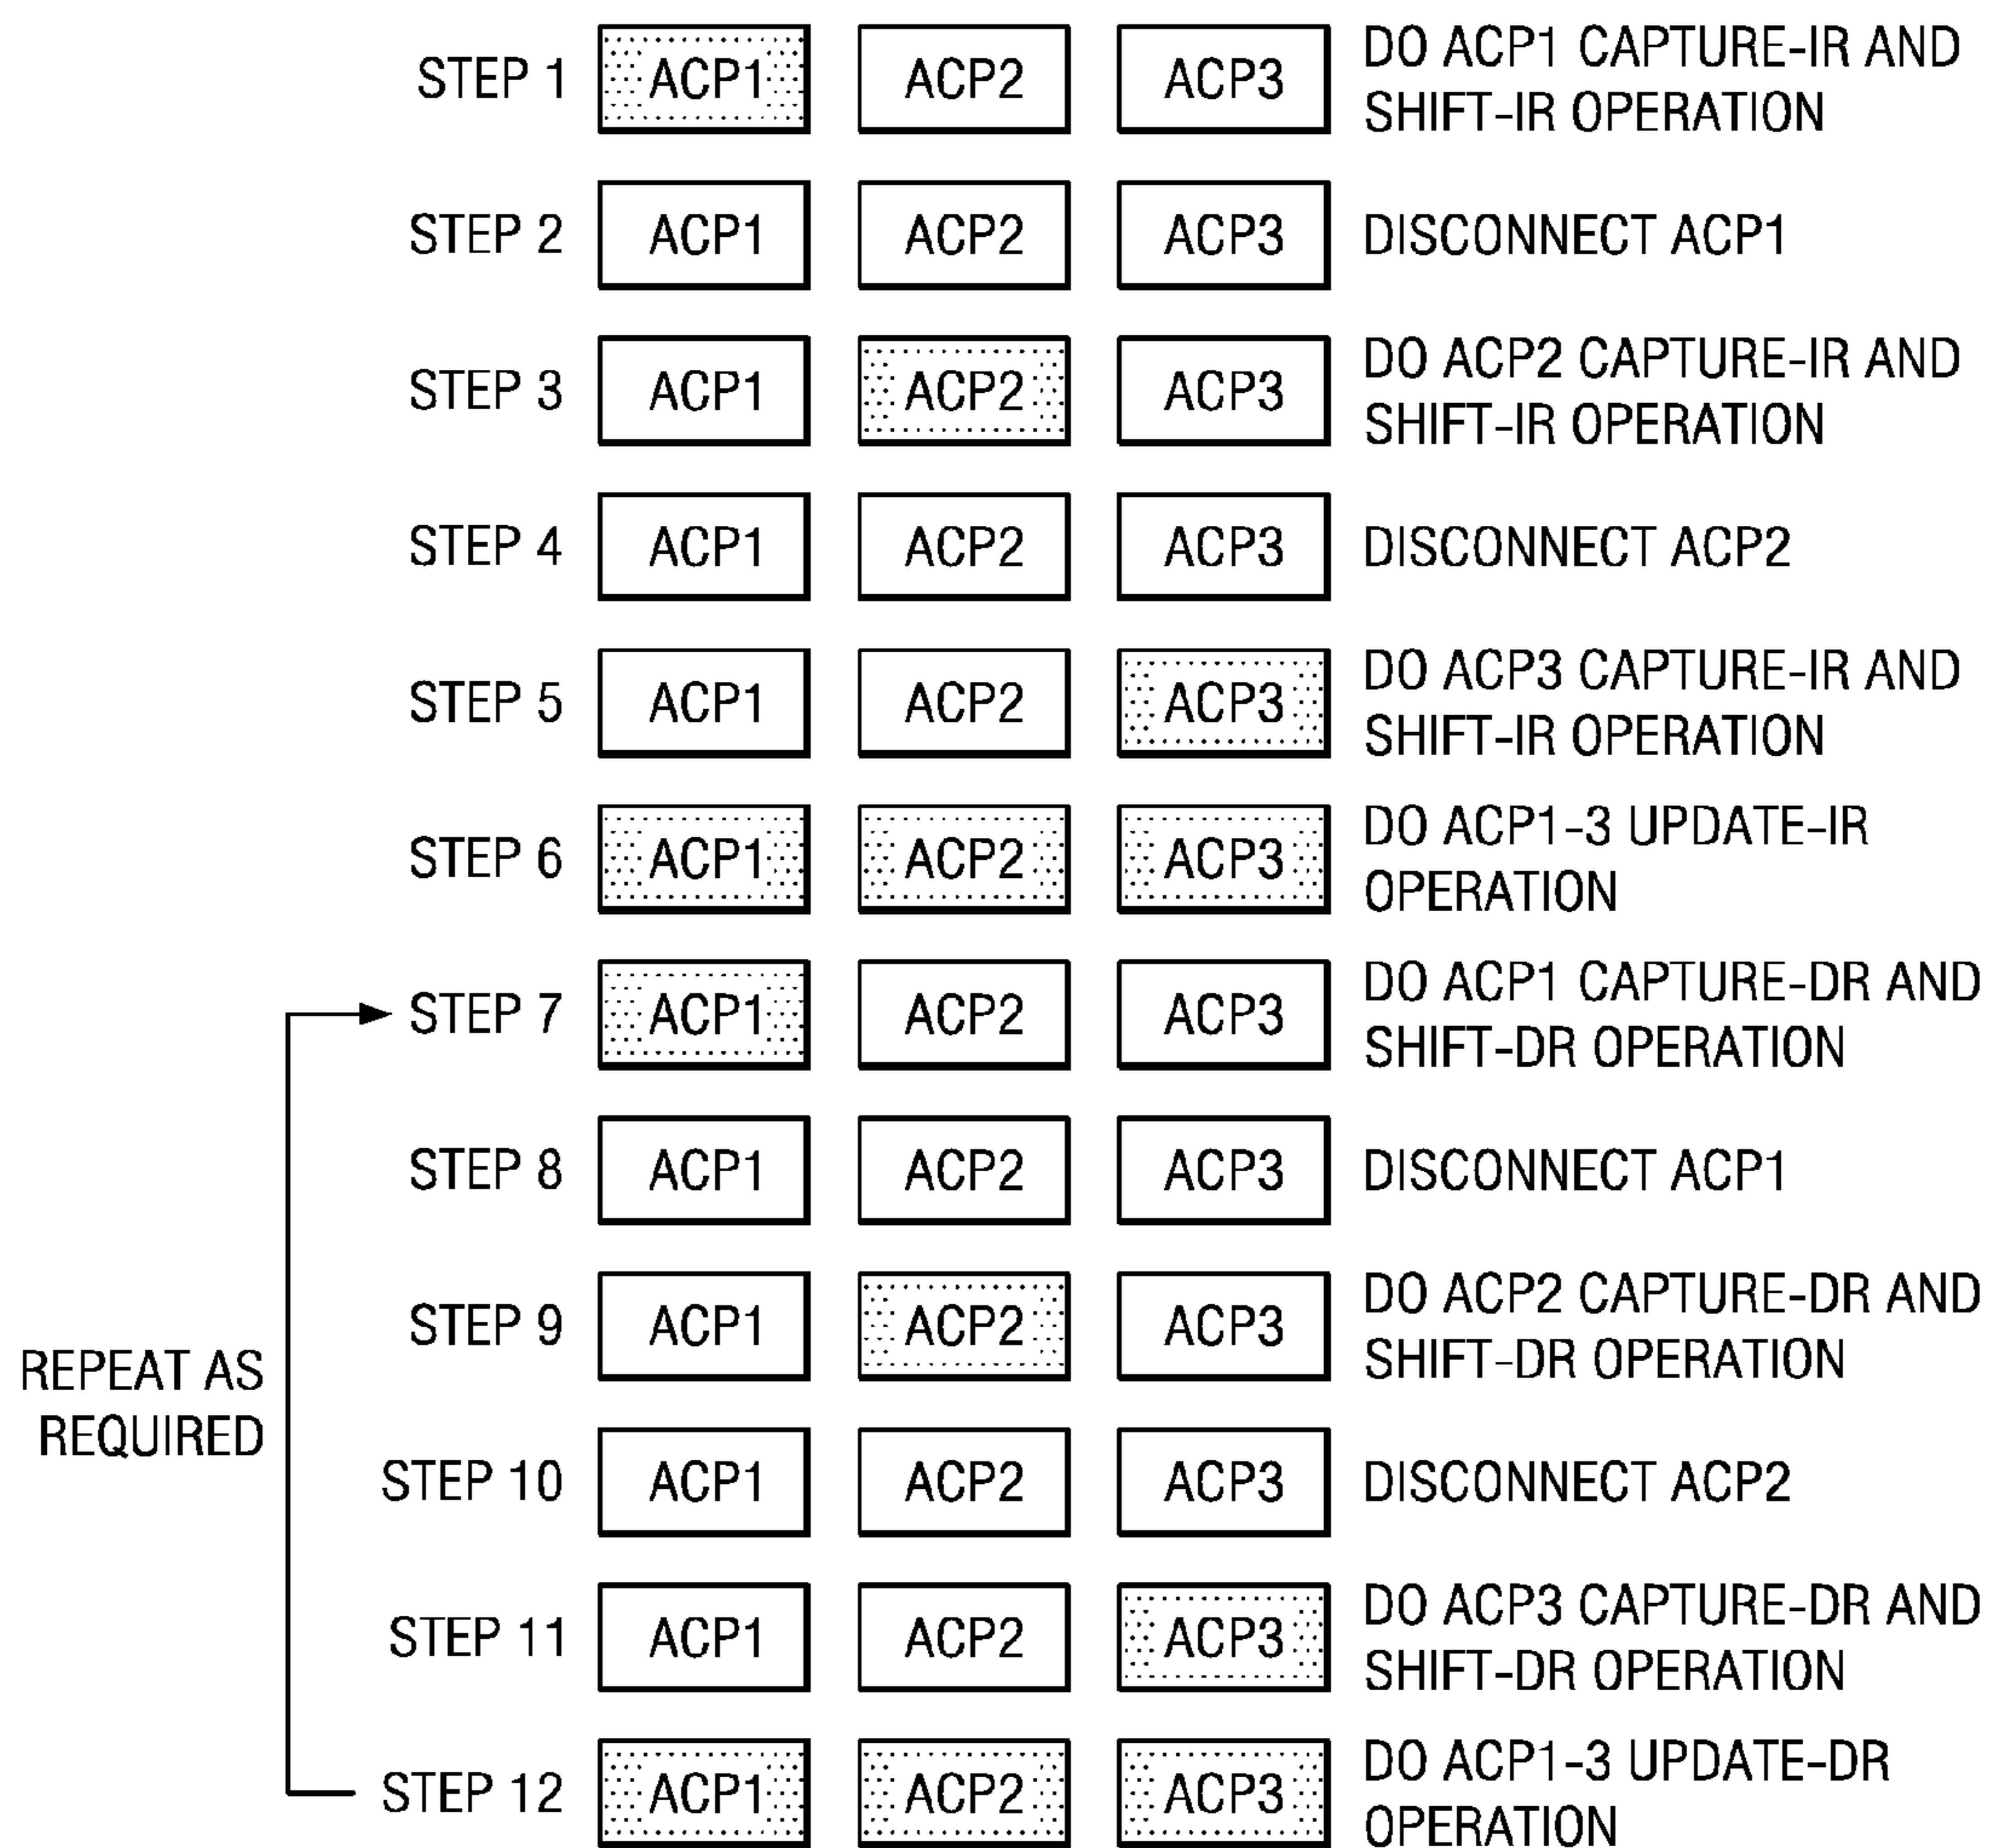 STEP 1 ACP1 ACP2 ACP3 DO ACP1 CAPTURE-IR AND
SHIFT-IR OPERATION
STEP 2 ACP1 ACP2 ACP3 DISCONNECT ACP1
STEP 3 ACP1 ACP2 ACP3 DO ACP2 CAPTURE-IR AND
SHIFT-IR OPERATION
STEP 4 ACP1 ACP2 ACP3 DISCONNECT ACP2
STEP 5 ACP1 ACP2 ACP3 DO ACP3 CAPTURE-IR AND
SHIFT-IR OPERATION
STEP 6 ACP1 ACP2 ACP3 DO ACP1-3 UPDATE-IR
OPERATION
STEP 7 ACP1 ACP2 ACP3 DO ACP1 CAPTURE-DR AND
SHIFT-DR OPERATION
STEP 8 ACP1 ACP2 ACP3 DISCONNECT ACP1
STEP 9 ACP1 ACP2 ACP3 DO ACP2 CAPTURE-DR AND
SHIFT-DR OPERATION
REPEAT AS
REQUIRED
STEP 10 ACP1 ACP2 ACP3 DISCONNECT ACP2
STEP 11 ACP1 ACP2 ACP3 DO ACP3 CAPTURE-DR AND
SHIFT-DR OPERATION
STEP 12 ACP1 ACP2 ACP3 DO ACP1-3 UPDATE-DR
OPERATION